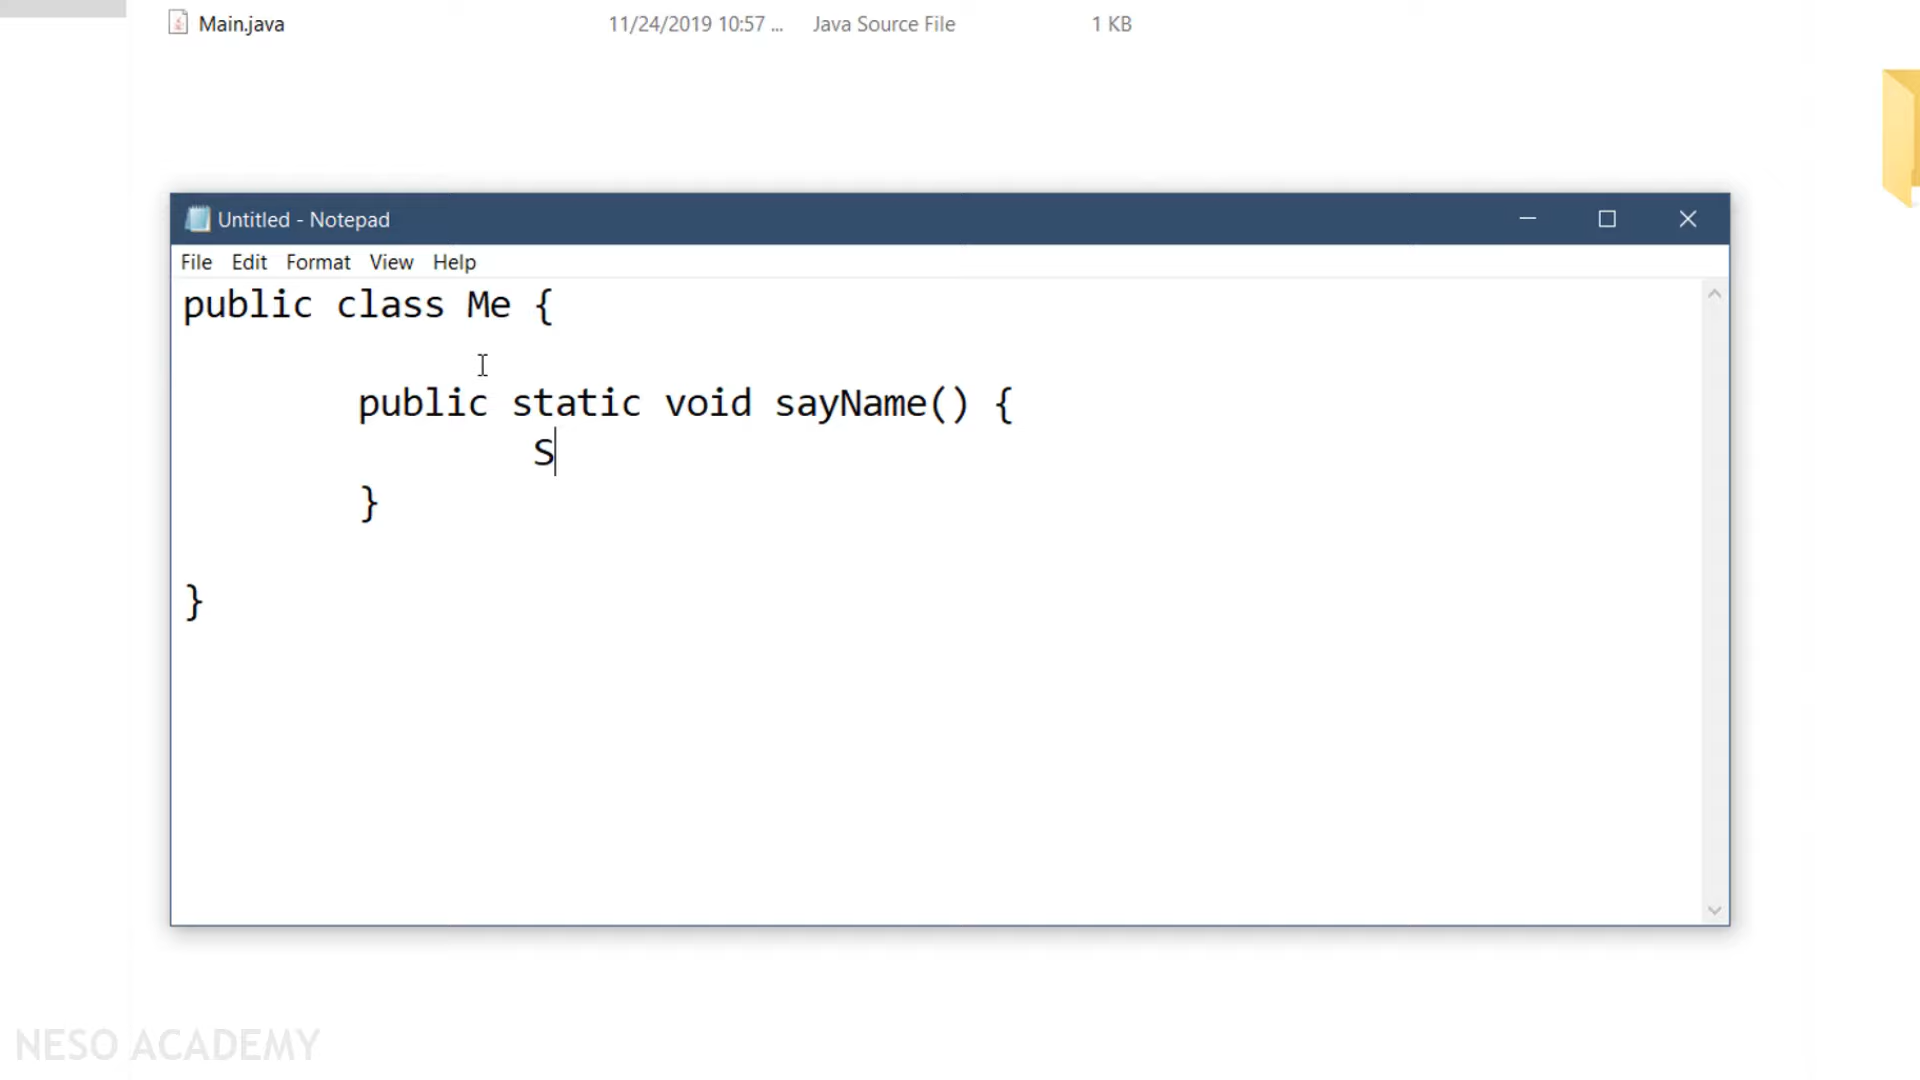 Main.java 11/24/2019 10:57 ... Java Source File 1 KB
Untitled - Notepad
File Edit Format View Help
public class Me {
public static void sayName() {
S
}
}
NESO ACADEMY